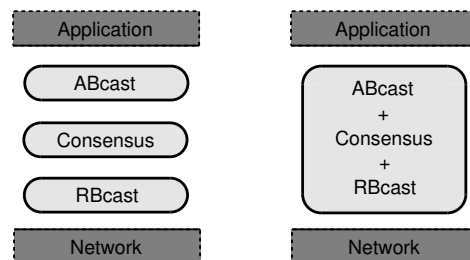 Application
ABcast
Consensus
RBcast
Network
Application
ABcast
+
Consensus
+
RBcast
Network